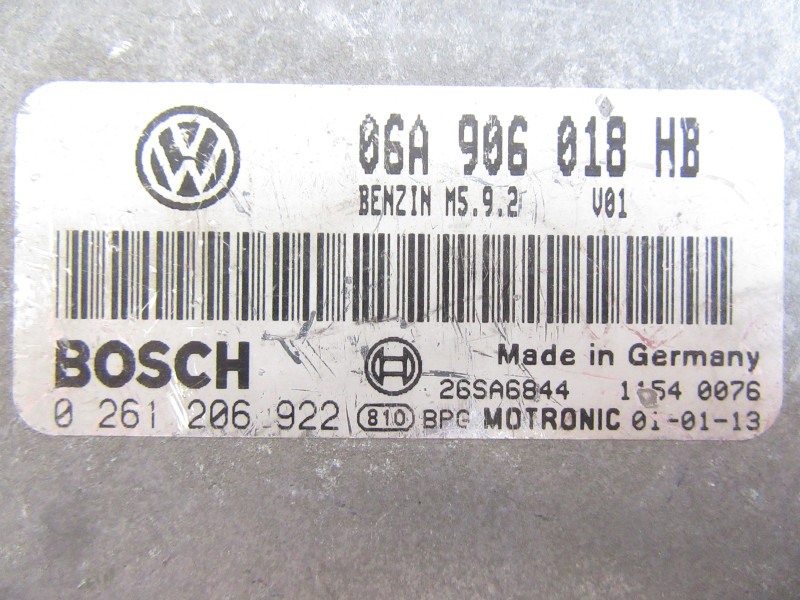 06A 906 018 HB
BENZIN M5.9.2 V01
BOSCH Made in Germany
26SA6844 1154 0076
0 261 206 922 810 BPG MOTRONIC 01-01-13